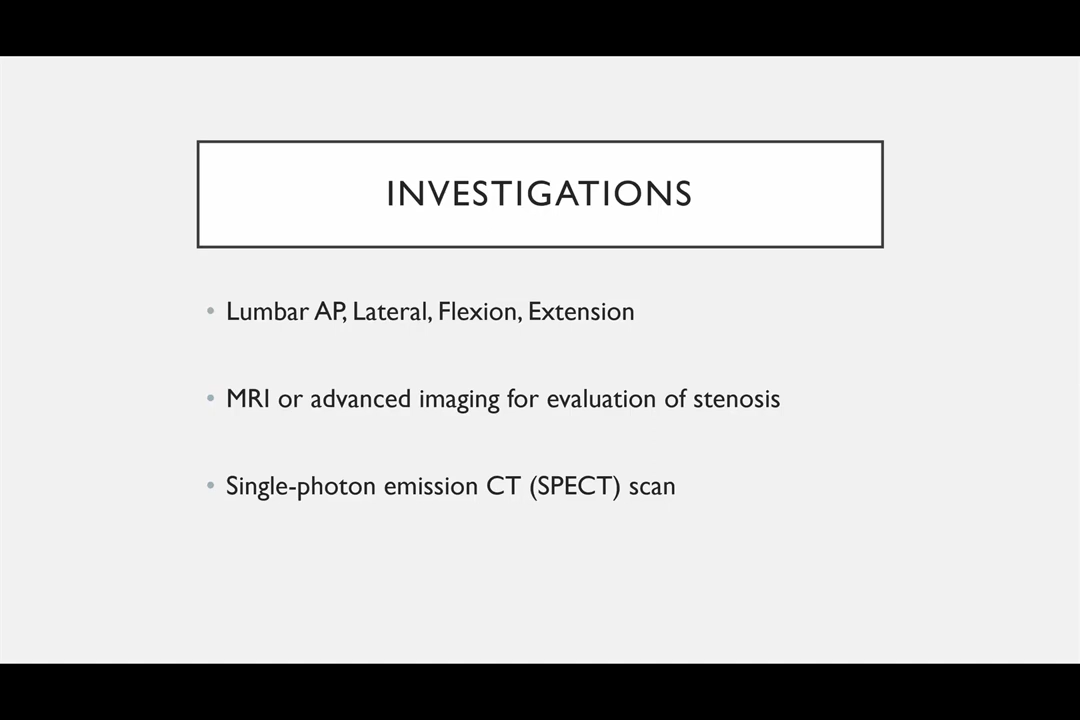 INVESTIGATIONS
• Lumbar AP, Lateral, Flexion, Extension
• MRI or advanced imaging for evaluation of stenosis
• Single-photon emission CT (SPECT) scan